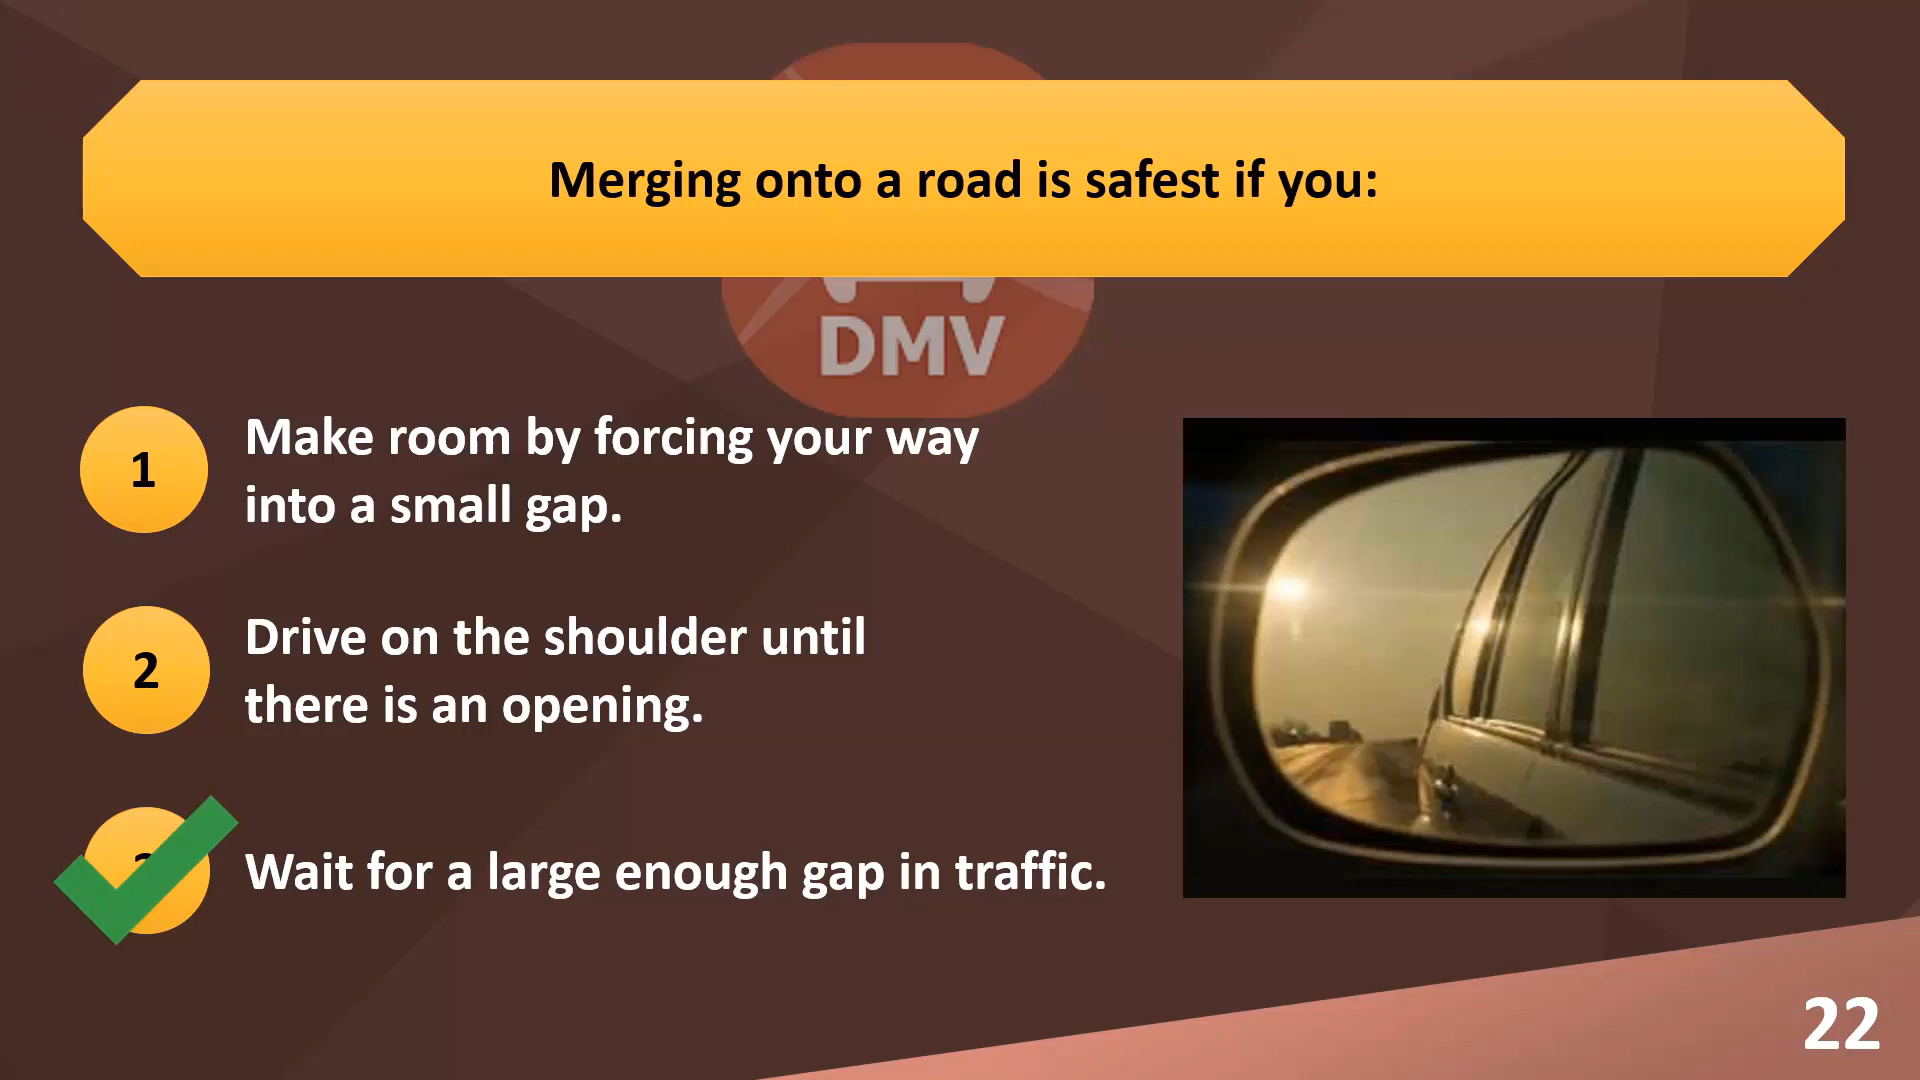 Merging onto a road is safest if you:
DMV
1
Make room by forcing your way
into a small gap.
2
Drive on the shoulder until
there is an opening.
Wait for a large enough gap in traffic.
22